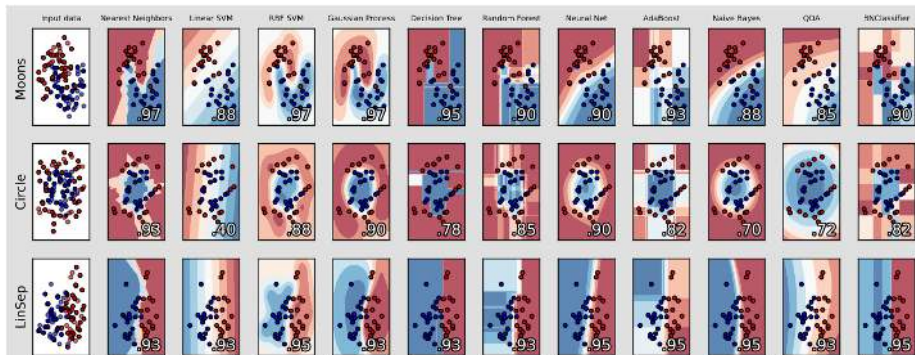 Input data Nearest Neighbors Linear SVM RBF SVM Gaussian Process Decision Tree Random Forest Neural Net AdaBoost Naive Bayes QDA BNClassifier
Moons .97 .88 .97 .97 .95 .90 .90 .93 .88 .85 .90
Circle .93 .40 .88 .90 .78 .85 .90 .82 .70 .72 .82
LinSep .93 .93 .95 .93 .93 .93 .95 .95 .95 .93 .95